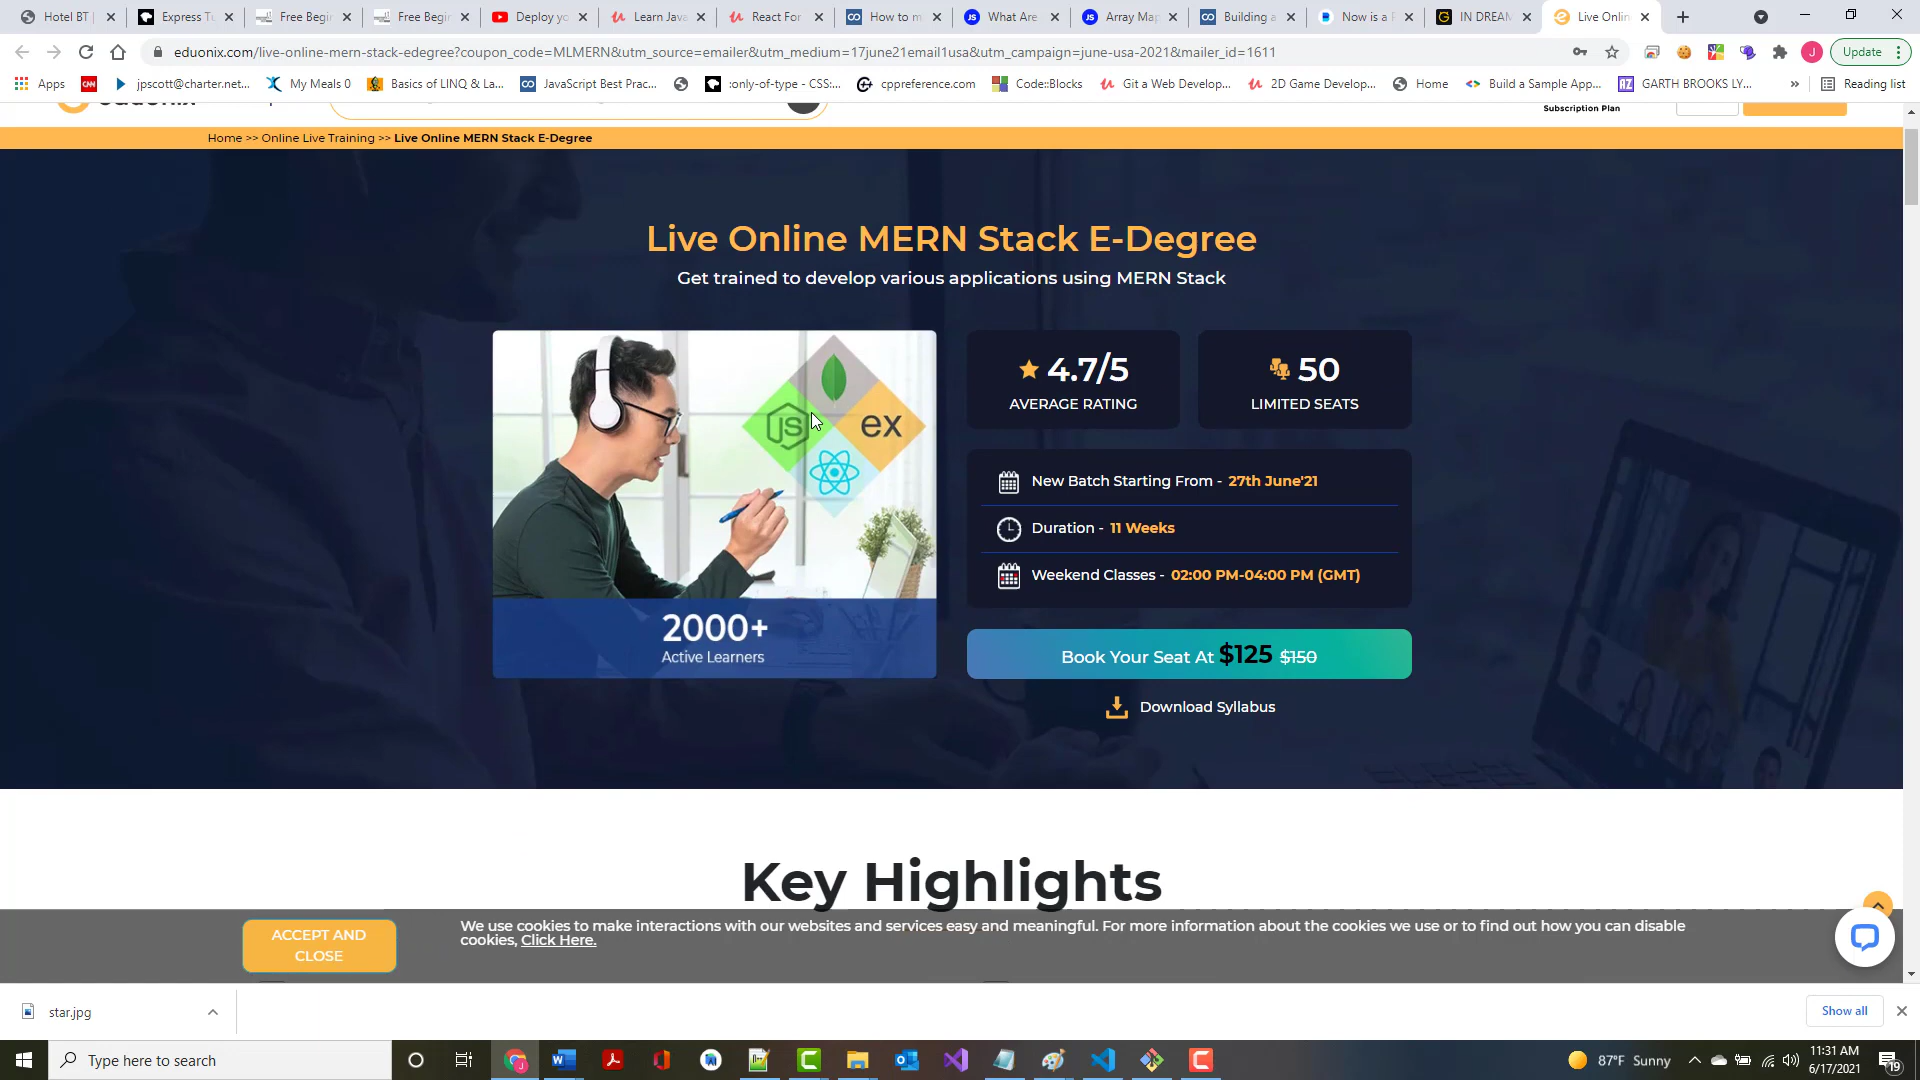 Hotel BT |
Express Tu
Free Begin
Free Begin
Deploy yo
Learn Java
React For
How to m
What Are
Array Map
Building a
Now is a
IN DREAM
Live Onlin
eduonix.com/live-online-mern-stack-edegree?coupon_code=MLMERN&utm_source=emailer&utm_medium=17june21email1usa&utm_campaign=june-usa-2021&mailer_id=1611
J
Update
Apps
CNN
jpscott@charter.net...
My Meals 0
Basics of LINQ & La...
JavaScript Best Prac...
:only-of-type - CSS:...
cppreference.com
Code::Blocks
Git a Web Develop...
2D Game Develop...
Home
Build a Sample App...
GARTH BROOKS LY...
»
Reading list
Subscription Plan
Home >> Online Live Training >> Live Online MERN Stack E-Degree
Live Online MERN Stack E-Degree
Get trained to develop various applications using MERN Stack
JS
ex
2000+
Active Learners
4.7/5
AVERAGE RATING
50
LIMITED SEATS
New Batch Starting From - 27th June'21
Duration - 11 Weeks
Weekend Classes - 02:00 PM-04:00 PM (GMT)
Book Your Seat At $125 $150
Download Syllabus
Key Highlights
ACCEPT AND
CLOSE
We use cookies to make interactions with our websites and services easy and meaningful. For more information about the cookies we use or to find out how you can disable
cookies, Click Here.
star.jpg
Show all
Type here to search
87°F Sunny
11:31 AM
6/17/2021
19